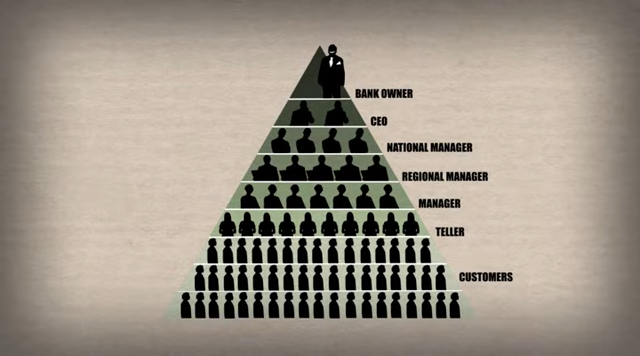 BANK OWNER
CEO
NATIONAL MANAGER
REGIONAL MANAGER
MANAGER
TELLER
CUSTOMERS